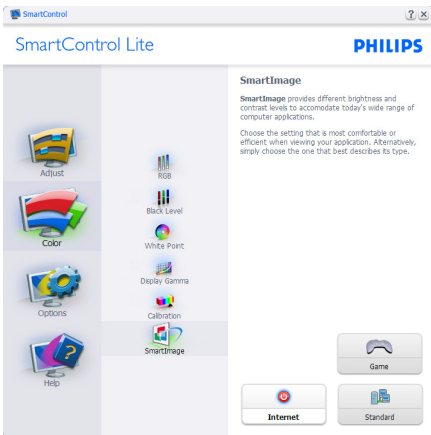 SmartControl
SmartControl Lite
PHILIPS
Adjust
Color
Options
Help
RGB
Black Level
White Point
Display Gamma
Calibration
SmartImage
SmartImage
SmartImage provides different brightness and
contrast levels to accomodate today's wide range of
computer applications.
Choose the setting that is most comfortable or
efficient when viewing your application. Alternatively,
simply choose the one that best describes its type.
Game
Internet
Standard